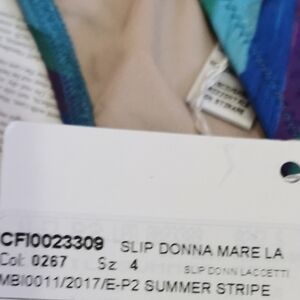 CFI0023309 SLIP DONNA MARE LA
Col: 0267 Sz 4 SLIP DONN LACCETTI
MBI0011/2017/E-P2 SUMMER STRIPE